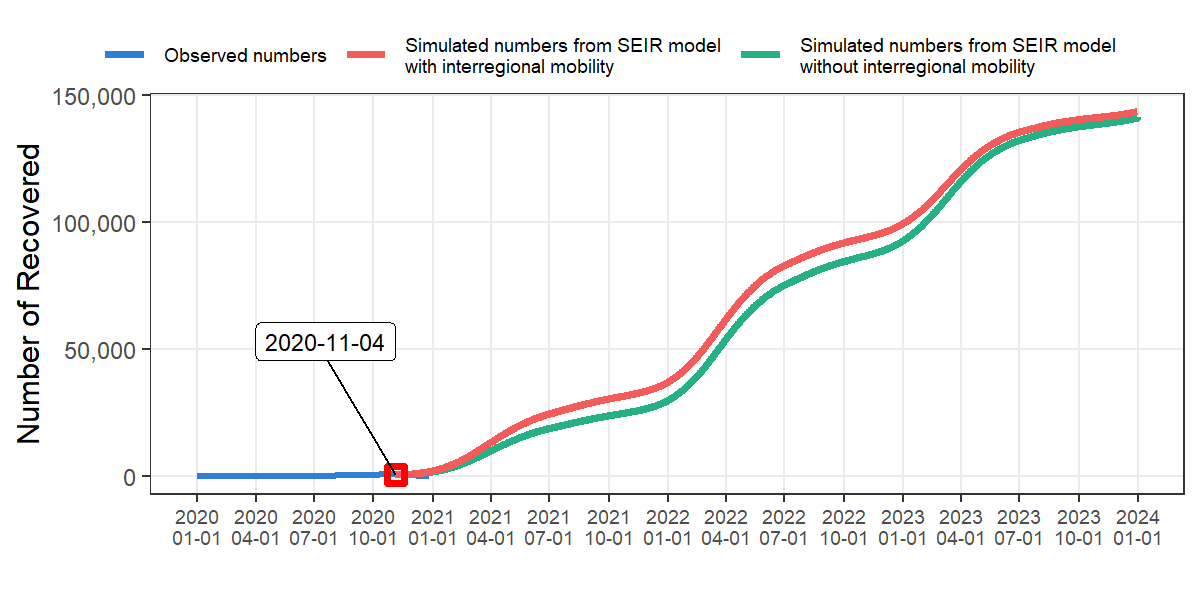 Observed numbers
Simulated numbers from SEIR model
with interregional mobility
Simulated numbers from SEIR model
without interregional mobility
Number of Recovered
150,000
100,000
50,000
0
2020-11-04
2020 2020 2020 2020 2021 2021 2021 2021 2022 2022 2022 2022 2023 2023 2023 2023 2024
01-01 04-01 07-01 10-01 01-01 04-01 07-01 10-01 01-01 04-01 07-01 10-01 01-01 04-01 07-01 10-01 01-01